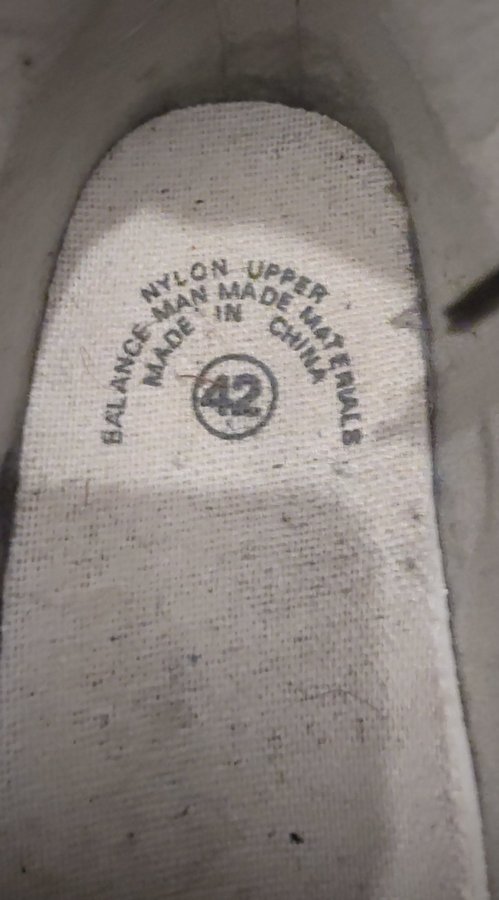 NYLON UPPER
BALANCE MAN MADE MATERIALS
MADE IN CHINA
42